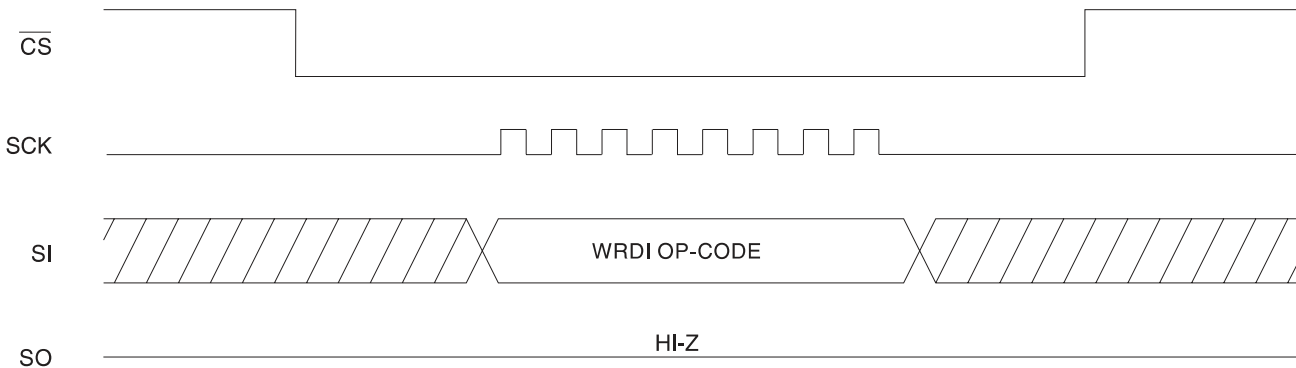 CS
SCK
SI
WRDI OP-CODE
HI-Z
SO